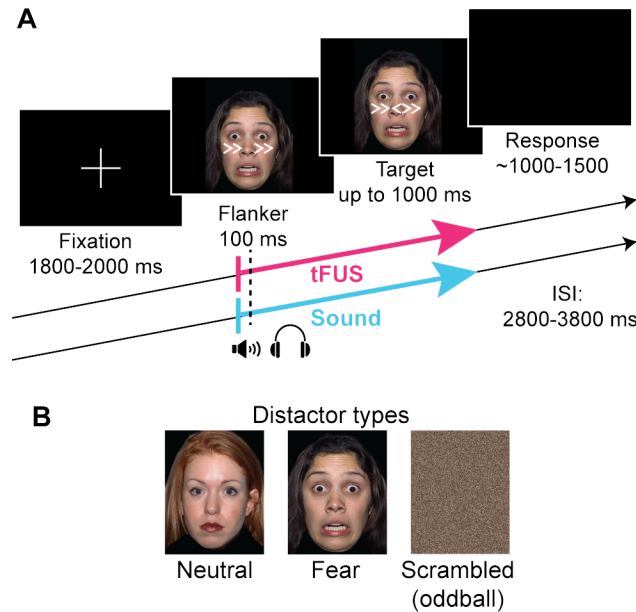 A
Fixation
1800-2000 ms
>> >>
Flanker
100 ms
>><>>
Target
up to 1000 ms
Response
~1000-1500
tFUS
Sound
ISI:
2800-3800 ms
B
Distactor types
Neutral
Fear
Scrambled
(oddball)